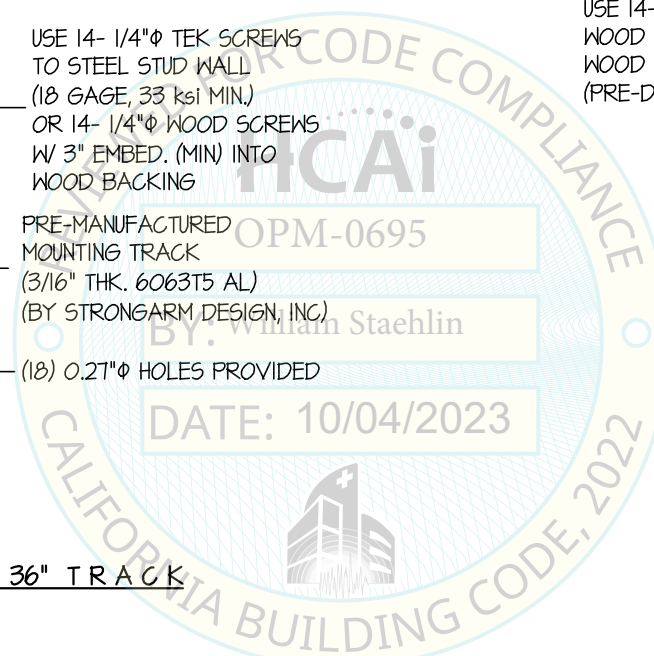 USE 14- 1/4"Φ TEK SCREWS
TO STEEL STUD WALL
(18 GAGE, 33 ksi MIN.)
OR 14- 1/4"Φ WOOD SCREWS
W/ 3" EMBED. (MIN) INTO
WOOD BACKING
PRE-MANUFACTURED
MOUNTING TRACK
(3/16" THK. 6063T5 AL)
(BY STRONGARM DESIGN, INC)
(18) 0.27"Φ HOLES PROVIDED
36" TRACK
USE 14-
WOOD
WOOD
(PRE-D
REVIEWED FOR CODE COMPLIANCE
HCAi
OPM-0695
BY: William Staehlin
DATE: 10/04/2023
CALIFORNIA BUILDING CODE, 2022